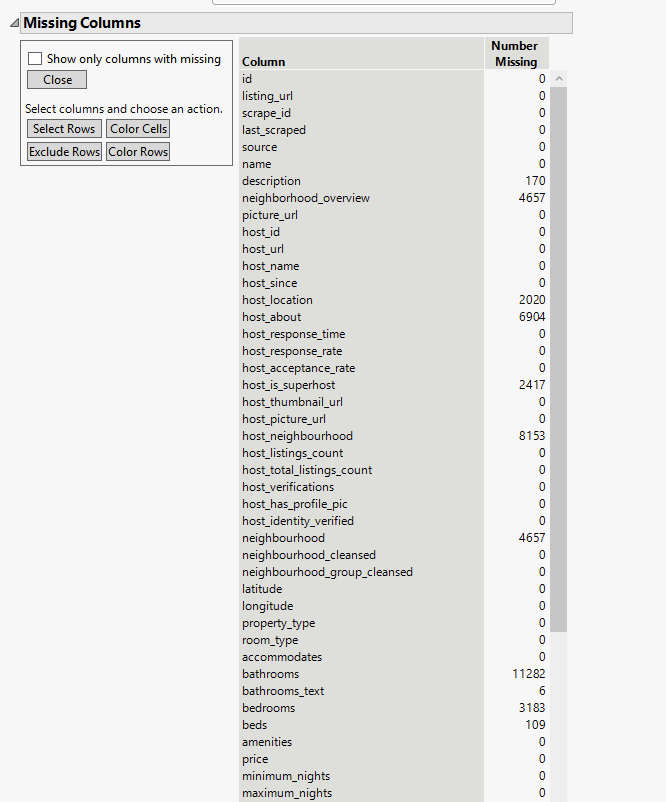 Missing Columns
Show only columns with missing
Close
Select columns and choose an action.
Select Rows Color Cells
Exclude Rows Color Rows
Column Number Missing
id 0
listing_url 0
scrape_id 0
last_scraped 0
source 0
name 0
description 170
neighborhood_overview 4657
picture_url 0
host_id 0
host_url 0
host_name 0
host_since 0
host_location 2020
host_about 6904
host_response_time 0
host_response_rate 0
host_acceptance_rate 0
host_is_superhost 2417
host_thumbnail_url 0
host_picture_url 0
host_neighbourhood 8153
host_listings_count 0
host_total_listings_count 0
host_verifications 0
host_has_profile_pic 0
host_identity_verified 0
neighbourhood 4657
neighbourhood_cleansed 0
neighbourhood_group_cleansed 0
latitude 0
longitude 0
property_type 0
room_type 0
accommodates 0
bathrooms 11282
bathrooms_text 6
bedrooms 3183
beds 109
amenities 0
price 0
minimum_nights 0
maximum_nights 0